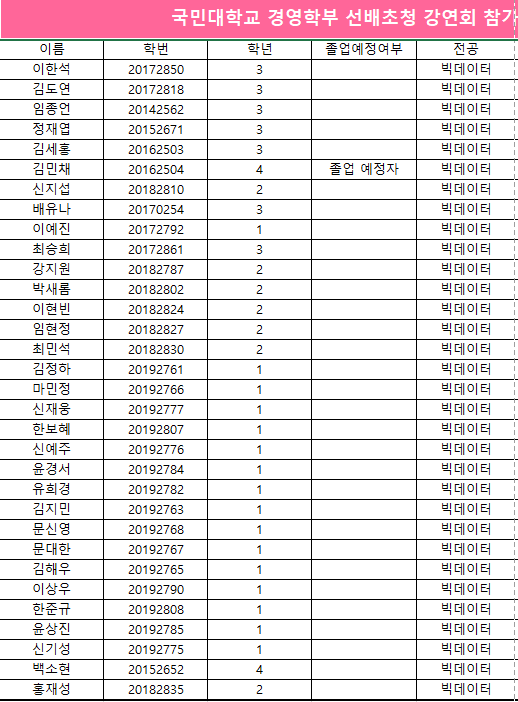 국민대학교 경영학부 선배초청 강연회 참가
이름 학번 학년 졸업예정여부 전공
이한석 20172850 3 빅데이터
김도연 20172818 3 빅데이터
임종언 20142562 3 빅데이터
정재엽 20152671 3 빅데이터
김세홍 20162503 3 빅데이터
김민채 20162504 4 졸업 예정자 빅데이터
신지섭 20182810 2 빅데이터
배유나 20170254 3 빅데이터
이예진 20172792 1 빅데이터
최승희 20172861 3 빅데이터
강지원 20182787 2 빅데이터
박새롬 20182802 2 빅데이터
이현빈 20182824 2 빅데이터
임현정 20182827 2 빅데이터
최민석 20182830 2 빅데이터
김정하 20192761 1 빅데이터
마민정 20192766 1 빅데이터
신재웅 20192777 1 빅데이터
한보혜 20192807 1 빅데이터
신예주 20192776 1 빅데이터
윤경서 20192784 1 빅데이터
유희경 20192782 1 빅데이터
김지민 20192763 1 빅데이터
문신영 20192768 1 빅데이터
문대한 20192767 1 빅데이터
김해우 20192765 1 빅데이터
이상우 20192790 1 빅데이터
한준규 20192808 1 빅데이터
윤상진 20192785 1 빅데이터
신기성 20192775 1 빅데이터
백소현 20152652 4 빅데이터
홍재성 20182835 2 빅데이터